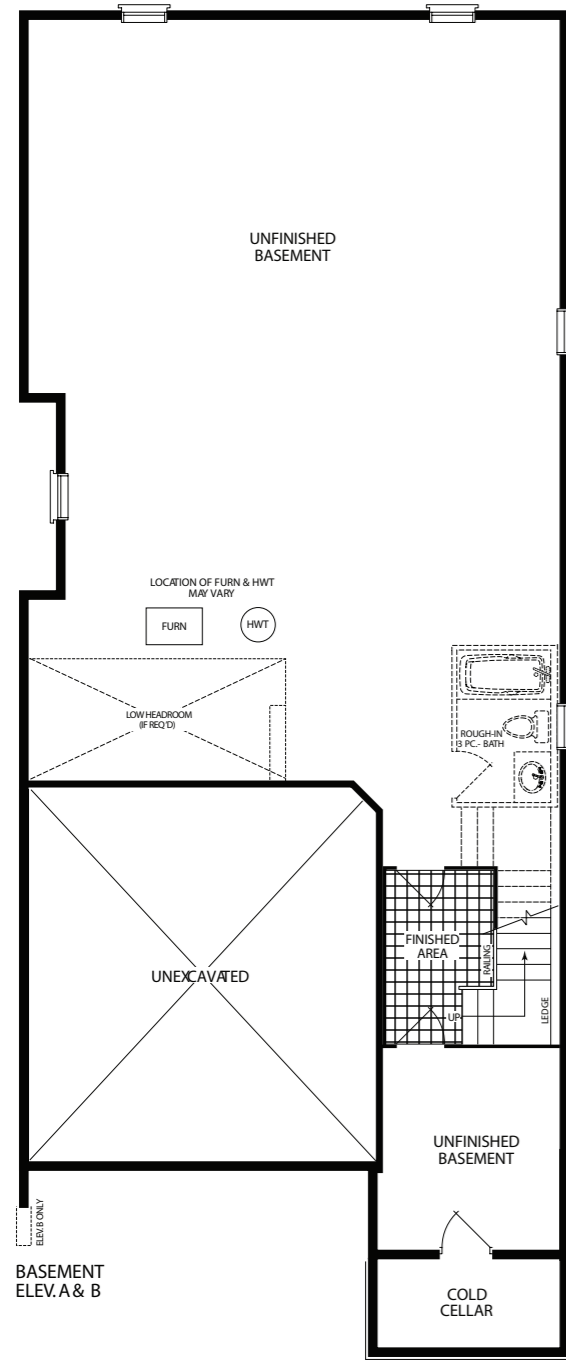 UNFINISHED
BASEMENT
LOCATION OF FURN & HWT
MAY VARY
FURN
HWT
LOW HEADROOM
(IF REQ'D)
ROUGH-IN
3 PC.- BATH
UNEXCAVATED
FINISHED
AREA
RAILING
UP
LEDGE
UNFINISHED
BASEMENT
ELEV. B ONLY
BASEMENT
ELEV. A & B
COLD
CELLAR